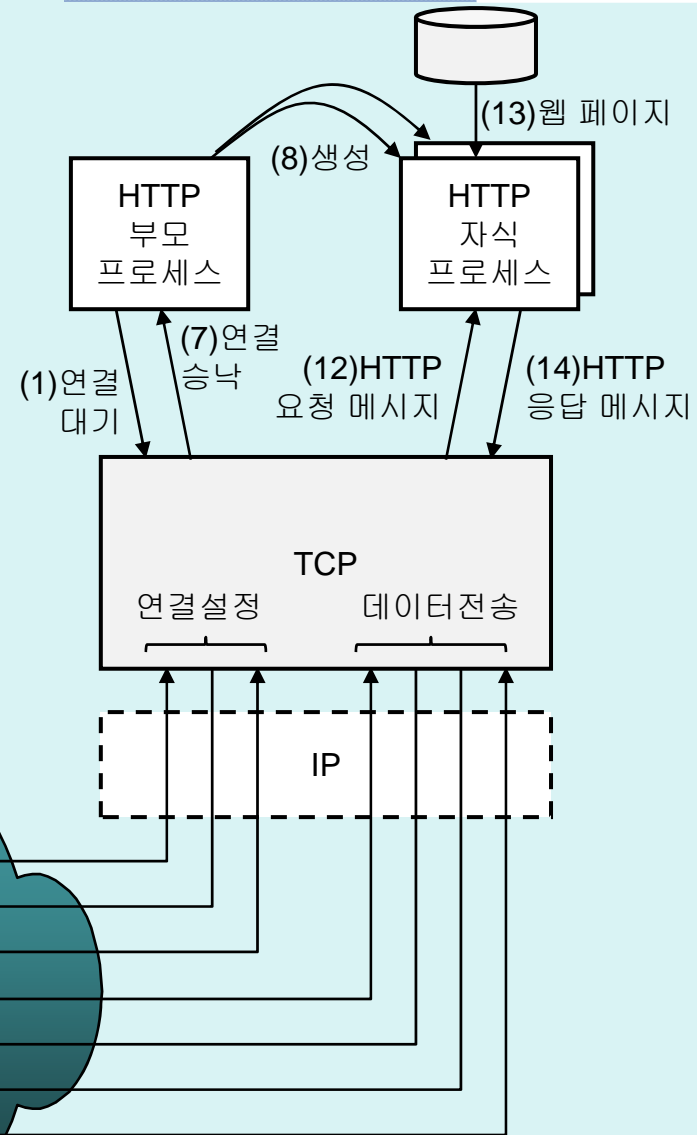 (13)웹 페이지
(8)생성
HTTP
부모
프로세스
HTTP
자식
프로세스
(7)연결
승낙
(1)연결
대기
(12)HTTP
요청 메시지
(14)HTTP
응답 메시지
TCP
연결설정
데이터전송
IP